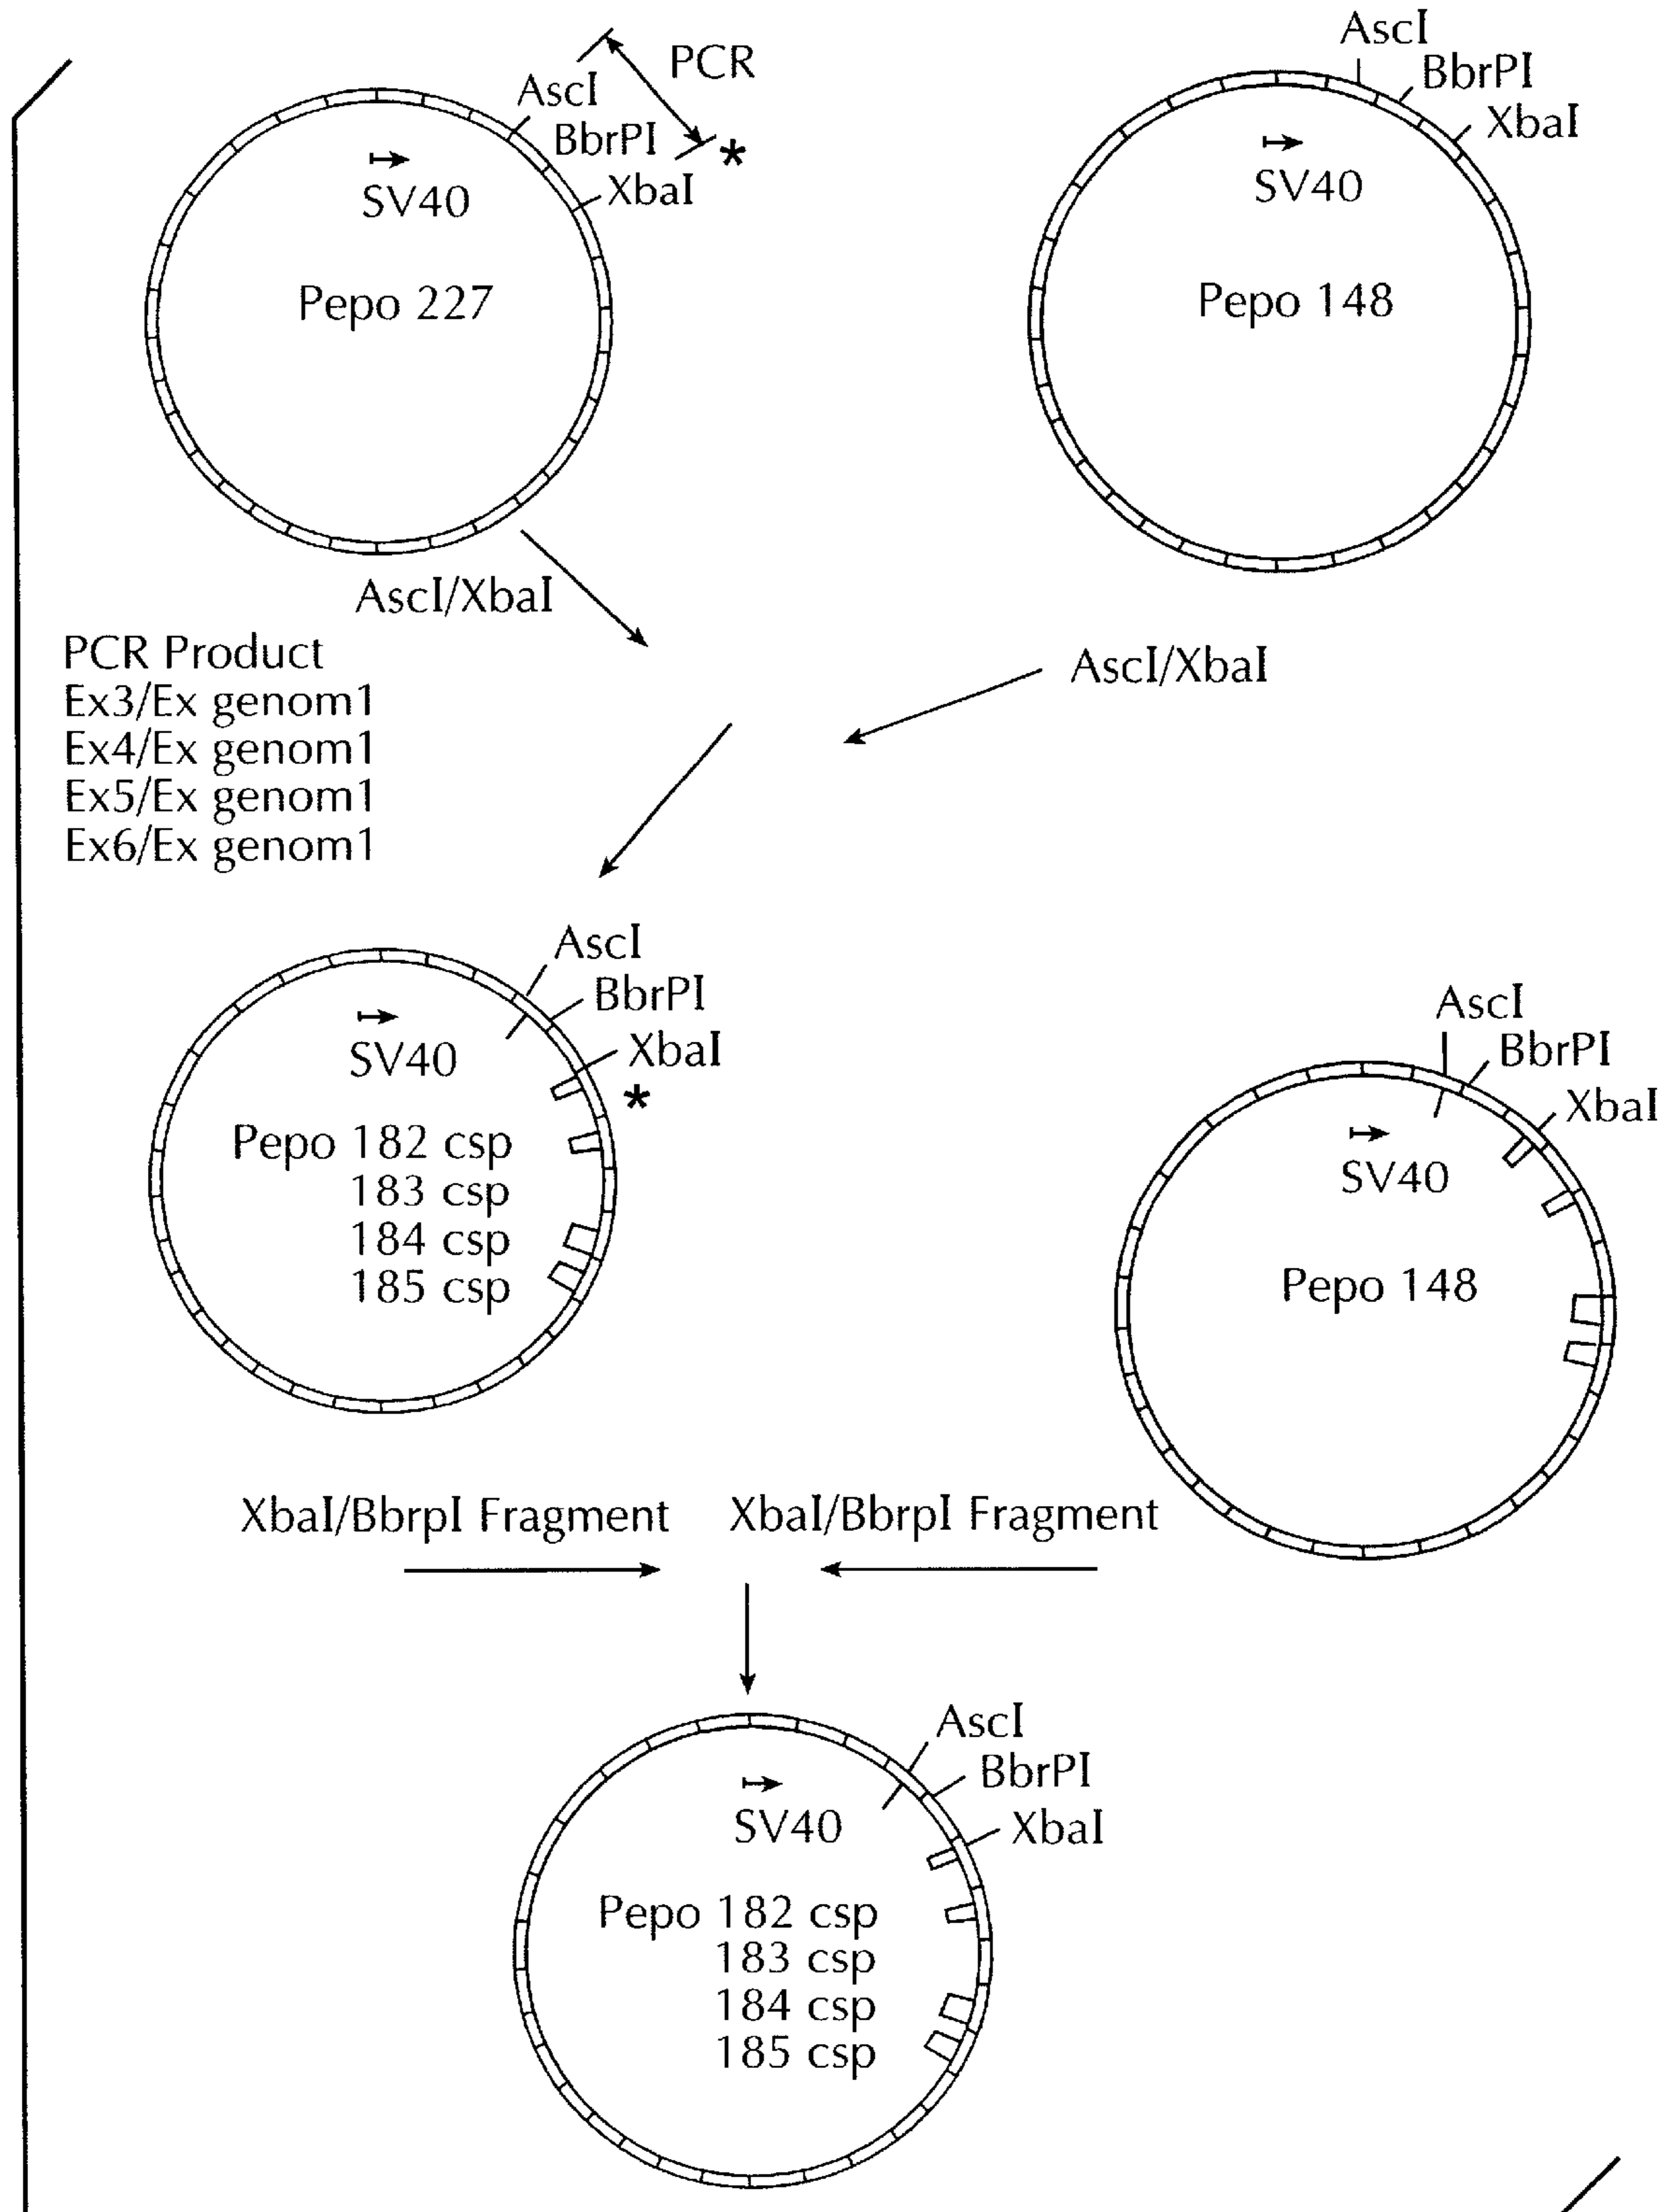 PCR
AscI
BbrPI
*
XbaI
SV40
Pepo 227
AscI
BbrPI
XbaI
SV40
Pepo 148
AscI/XbaI
PCR Product
Ex3/Ex genom1
Ex4/Ex genom1
Ex5/Ex genom1
Ex6/Ex genom1
AscI/XbaI
AscI
BbrPI
XbaI
*
SV40
Pepo 182 csp
183 csp
184 csp
185 csp
AscI
BbrPI
XbaI
SV40
Pepo 148
XbaI/BbrpI Fragment
XbaI/BbrpI Fragment
AscI
BbrPI
XbaI
SV40
Pepo 182 csp
183 csp
184 csp
185 csp